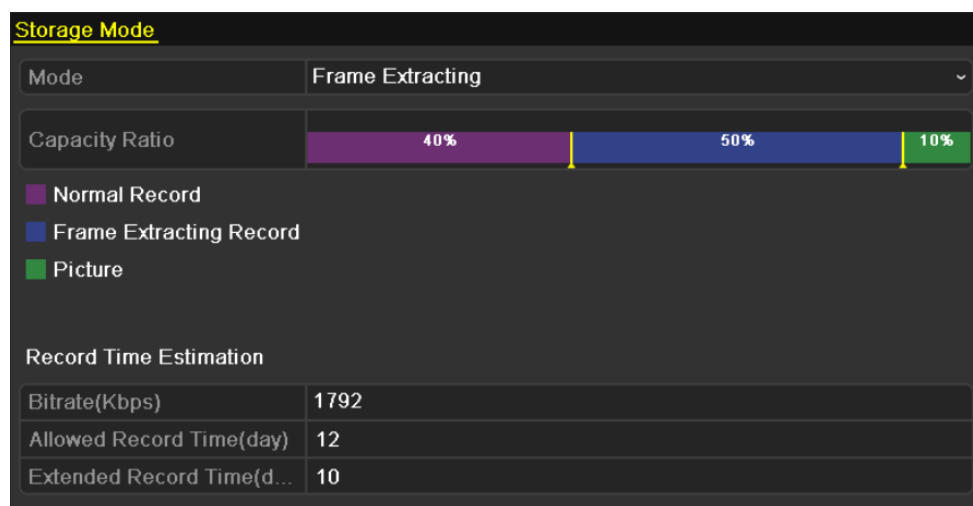 Storage Mode
Mode Frame Extracting
Capacity Ratio 40% 50% 10%
Normal Record
Frame Extracting Record
Picture
Record Time Estimation
Bitrate(Kbps) 1792
Allowed Record Time(day) 12
Extended Record Time(d... 10